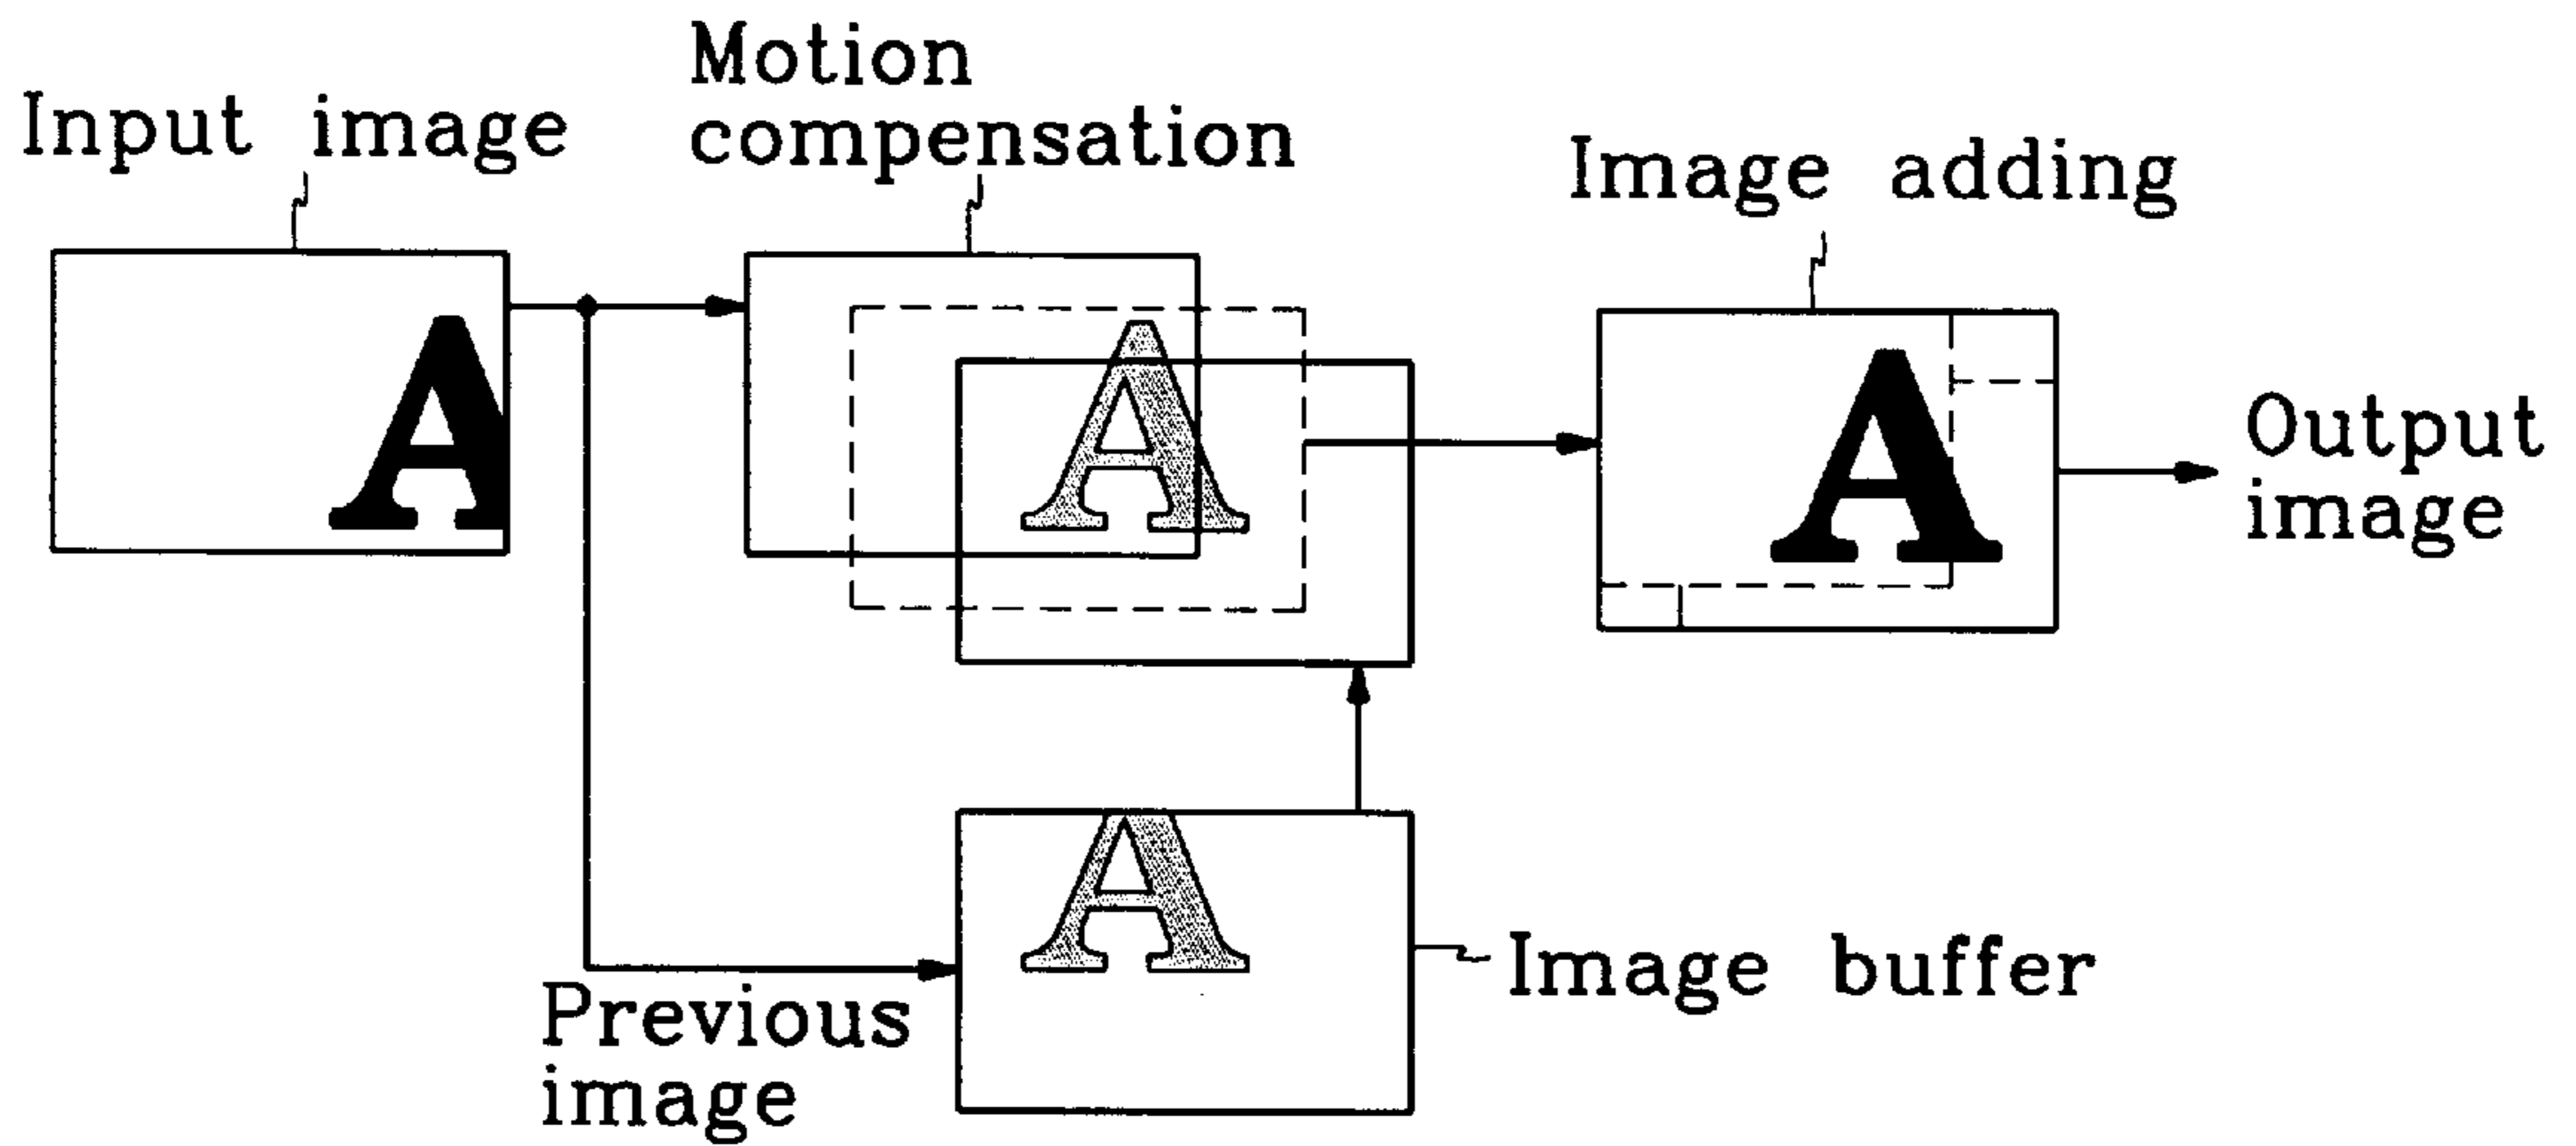 Input image
A
Motion
compensation
A
Image adding
A
Output
image
Previous
image
A
Image buffer